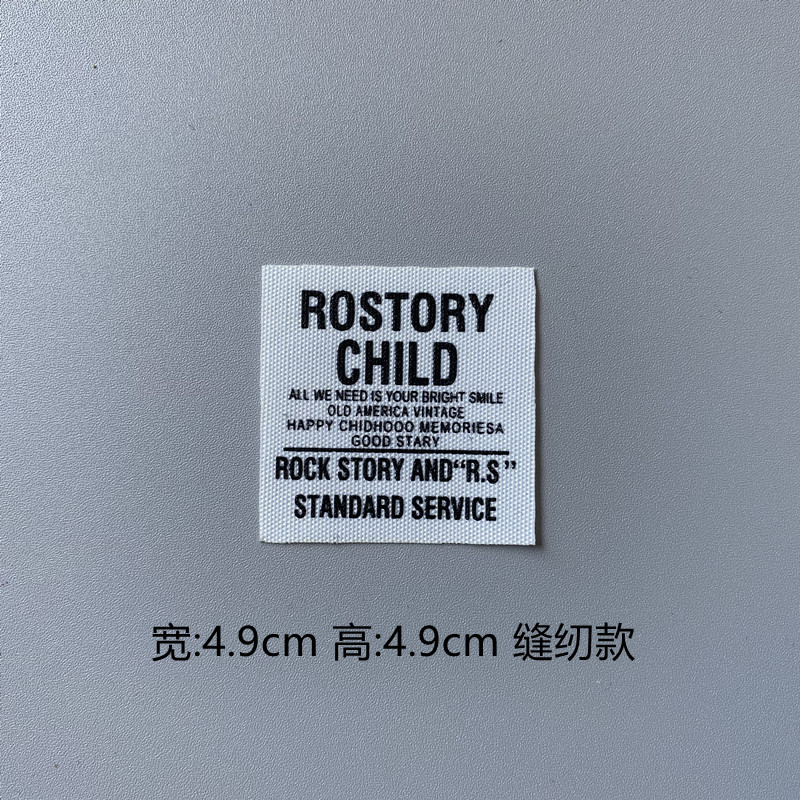 ROSTORY
CHILD
ALL WE NEED IS YOUR BRIGHT SMILE
OLD AMERICA VINTAGE
HAPPY CHIDHOOO MEMORIESA
GOOD STARY
ROCK STORY AND“R.S”
STANDARD SERVICE
宽:4.9cm 高:4.9cm 缝纫款